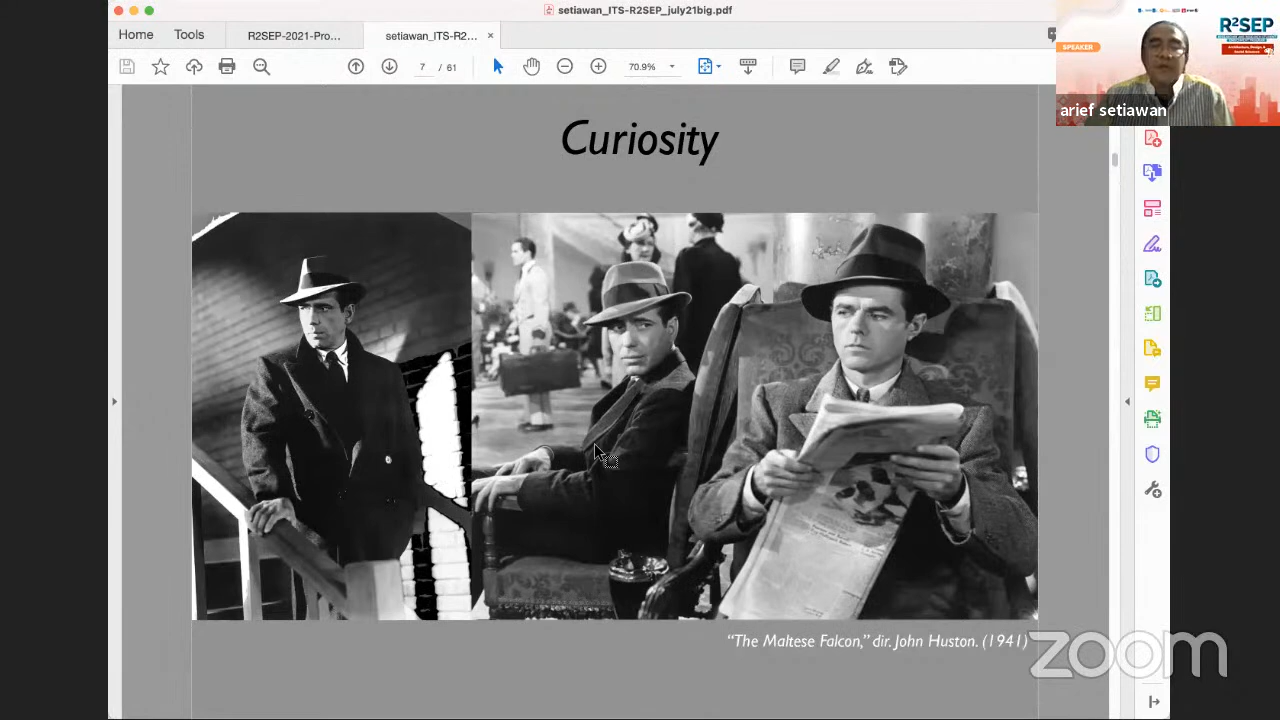 setiawan_ITS-R2SEP_july21big.pdf
Home
Tools
R2SEP-2021-Pro...
setiawan_ITS-R2...
×
7 / 61
70.9%
R²SEP
SPEAKER
arief setiawan
Curiosity
“The Maltese Falcon,” dir. John Huston. (1941)
zoom